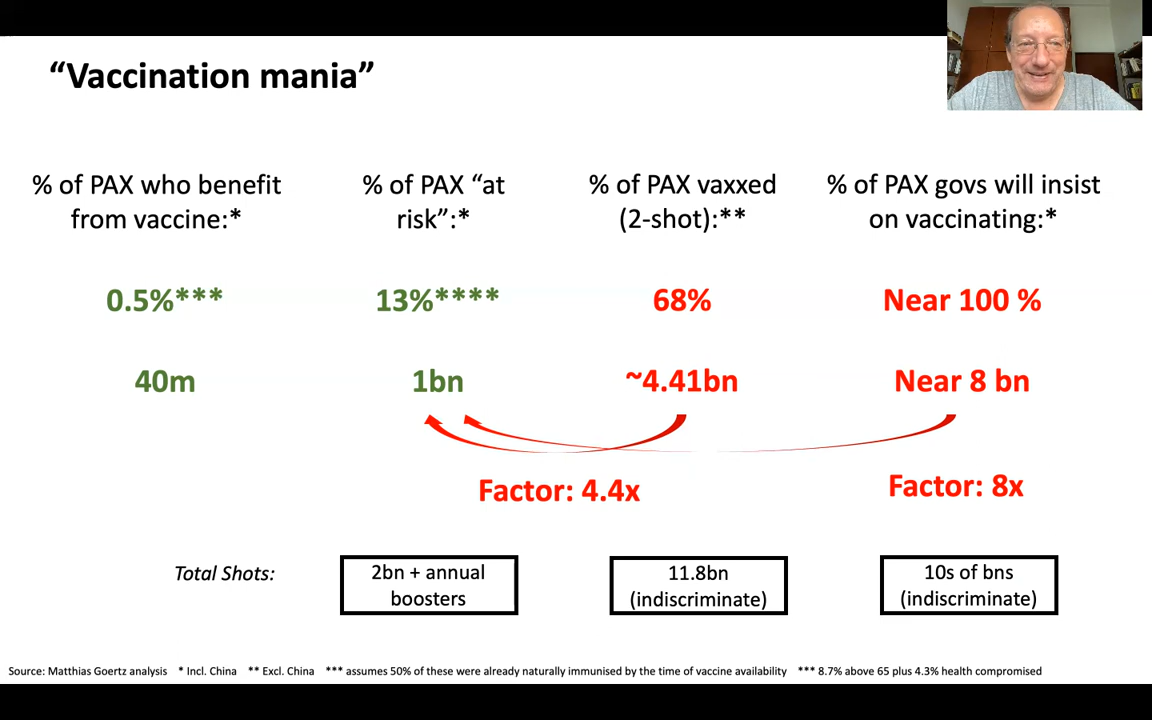 “Vaccination mania”
% of PAX who benefit
from vaccine:*
% of PAX “at
risk”:*
% of PAX vaxxed
(2-shot):**
% of PAX govs will insist
on vaccinating:*
0.5%***
13%****
68%
Near 100 %
40m
1bn
~4.41bn
Near 8 bn
Factor: 4.4x
Factor: 8x
Total Shots:
2bn + annual
boosters
11.8bn
(indiscriminate)
10s of bns
(indiscriminate)
Source: Matthias Goertz analysis * Incl. China ** Excl. China *** assumes 50% of these were already naturally immunised by the time of vaccine availability *** 8.7% above 65 plus 4.3% health compromised